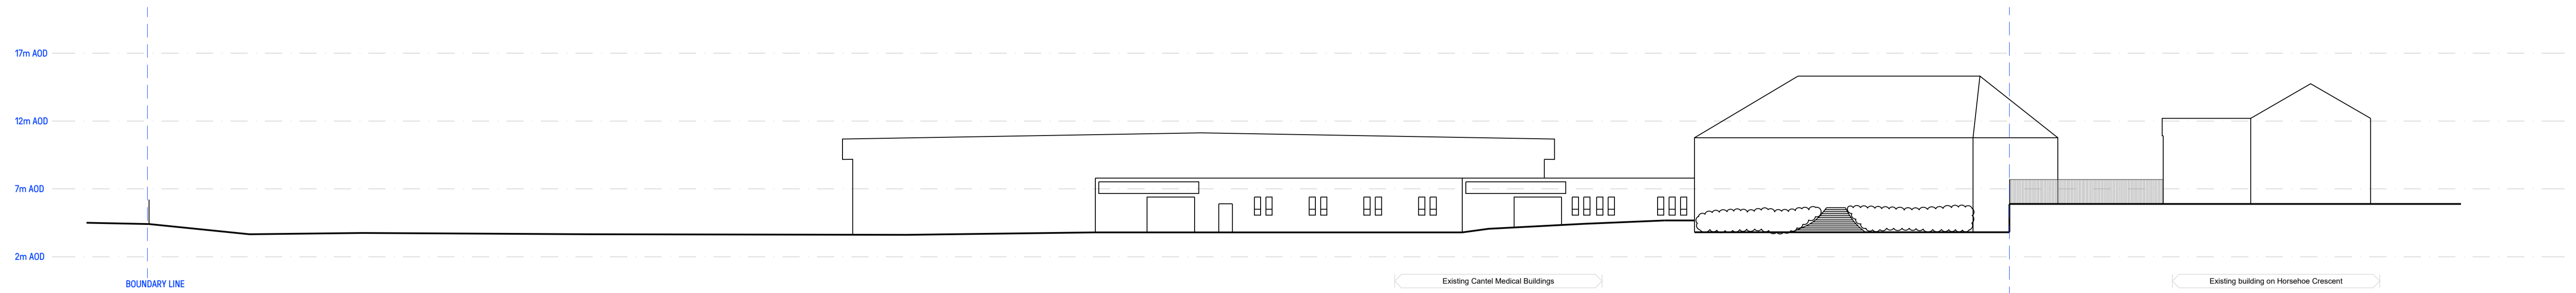 17m AOD
12m AOD
7m AOD
2m AOD
BOUNDARY LINE
Existing Cantel Medical Buildings
Existing building on Horsehoe Crescent